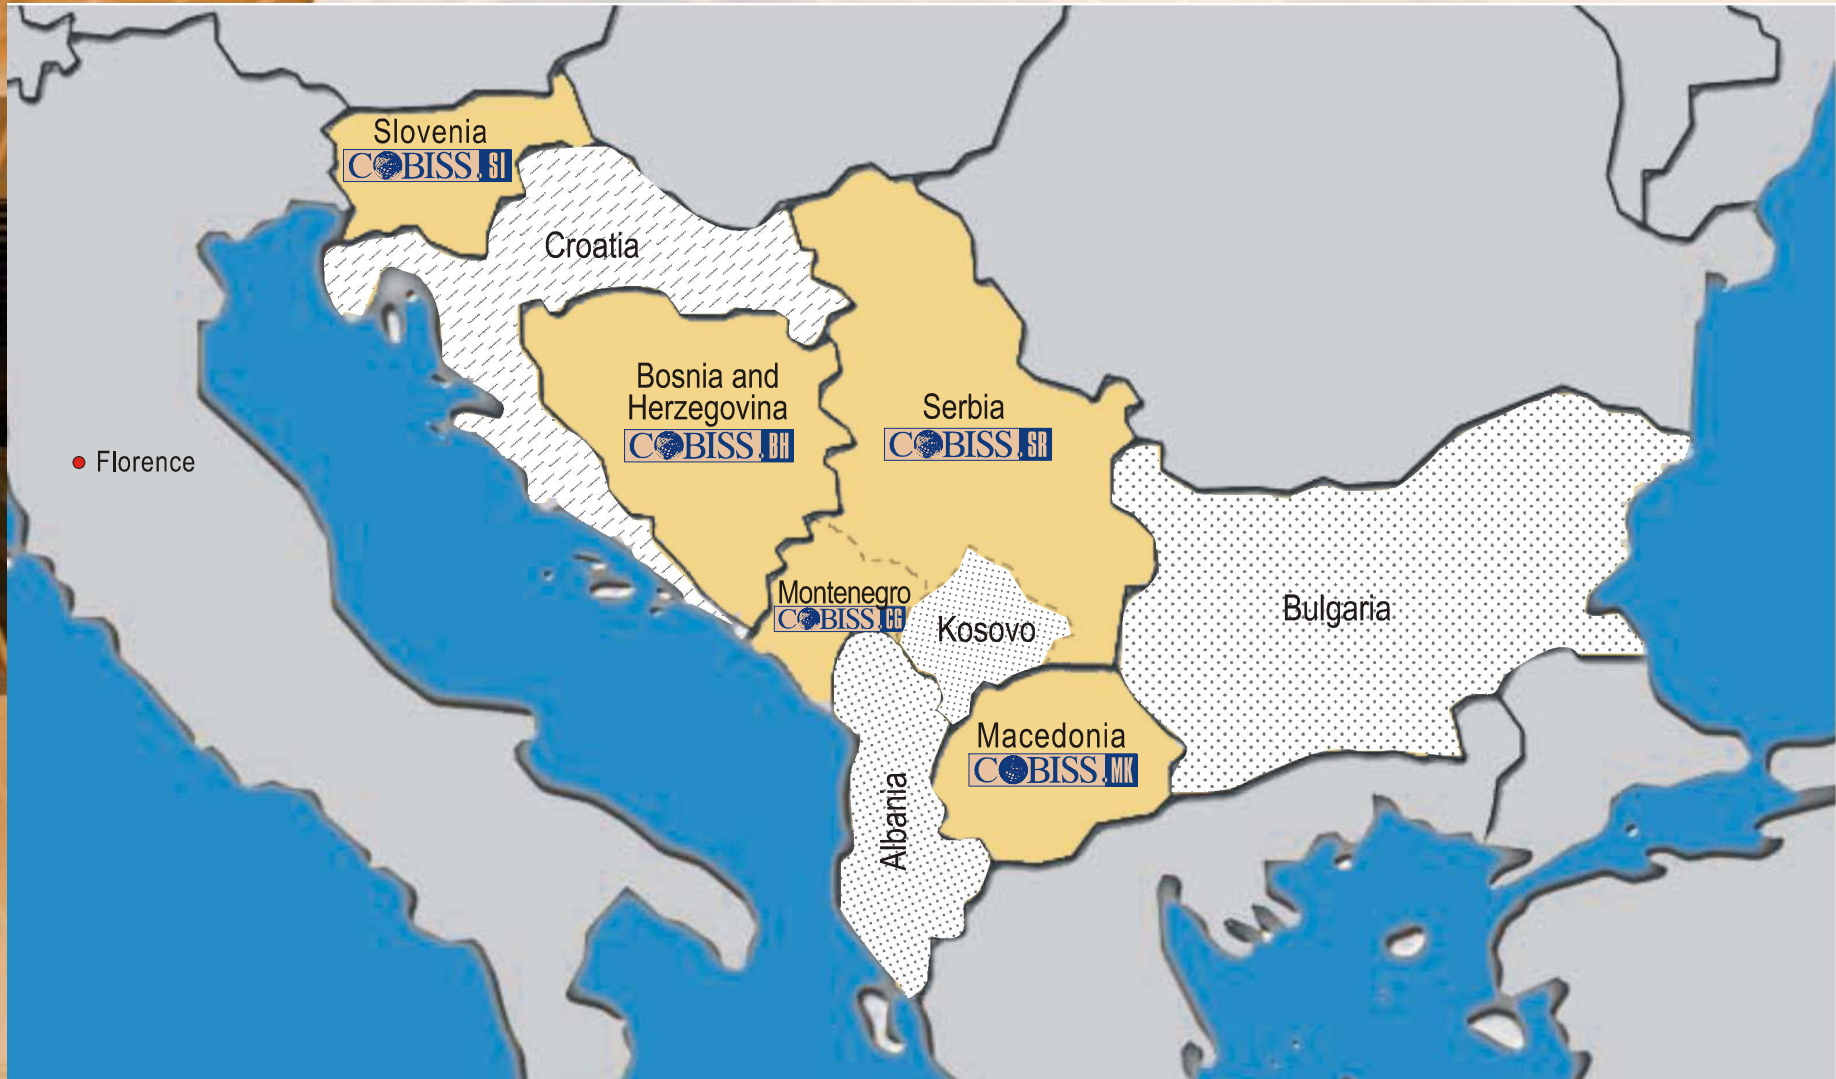 Slovenia
COBISS.SI
Croatia
Bosnia and
Herzegovina
COBISS.BH
Serbia
COBISS.SR
Florence
Montenegro
COBISS.CG
Kosovo
Bulgaria
Macedonia
COBISS.MK
Albania